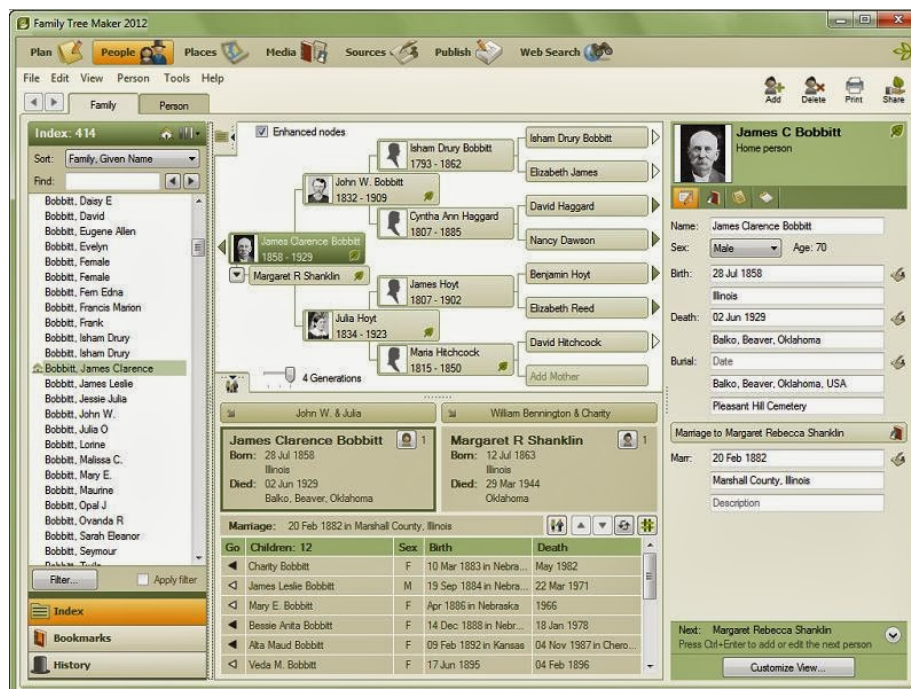 Family Tree Maker 2012
Plan People Places Media Sources Publish Web Search
File Edit View Person Tools Help
Add Delete Print Share
Family Person
Index: 414
Sort: Family, Given Name
Find:
Bobbitt, Daisy E
Bobbitt, David
Bobbitt, Eugene Allen
Bobbitt, Evelyn
Bobbitt, Female
Bobbitt, Female
Bobbitt, Fern Edna
Bobbitt, Francis Marion
Bobbitt, Frank
Bobbitt, Isham Drury
Bobbitt, Isham Drury
Bobbitt, James Clarence
Bobbitt, James Leslie
Bobbitt, Jessie Julia
Bobbitt, John W.
Bobbitt, Julia O
Bobbitt, Lorine
Bobbitt, Malissa C.
Bobbitt, Mary E.
Bobbitt, Maurine
Bobbitt, Opal J
Bobbitt, Ovanda R
Bobbitt, Sarah Eleanor
Bobbitt, Seymour
Filter... Apply filter
Index
Bookmarks
History
Enhanced nodes
James Clarence Bobbitt
1858 - 1929
Margaret R Shanklin
John W. Bobbitt
1832 - 1909
Julia Hoyt
1834 - 1923
Isham Drury Bobbitt
1793 - 1862
Cyntha Ann Haggard
1807 - 1885
James Hoyt
1807 - 1902
Maria Hitchcock
1815 - 1850
Isham Drury Bobbitt
Elizabeth James
David Haggard
Nancy Dawson
Benjamin Hoyt
Elizabeth Reed
David Hitchcock
Add Mother
4 Generations
John W. & Julia
William Bennington & Charity
James Clarence Bobbitt 1
Born: 28 Jul 1858
Illinois
Died: 02 Jun 1929
Balko, Beaver, Oklahoma
Margaret R Shanklin 1
Born: 12 Jul 1863
Illinois
Died: 29 Mar 1944
Oklahoma
Marriage: 20 Feb 1882 in Marshall County, Illinois
Go Children: 12 Sex Birth Death
Charity Bobbitt F 10 Mar 1883 in Nebra... May 1982
James Leslie Bobbitt M 19 Sep 1884 in Nebra... 22 Mar 1971
Mary E. Bobbitt F Apr 1886 in Nebraska 1966
Bessie Anita Bobbitt F 14 Dec 1888 in Nebr... 18 Jan 1978
Alta Maud Bobbitt F 09 Feb 1892 in Kansas 04 Nov 1987 in Chero...
Veda M. Bobbitt F 17 Jun 1895 04 Feb 1896
James C Bobbitt
Home person
Name: James Clarence Bobbitt
Sex: Male Age: 70
Birth: 28 Jul 1858
Illinois
Death: 02 Jun 1929
Balko, Beaver, Oklahoma
Burial: Date
Balko, Beaver, Oklahoma, USA
Pleasant Hill Cemetery
Marriage to Margaret Rebecca Shanklin
Marr: 20 Feb 1882
Marshall County, Illinois
Description
Next: Margaret Rebecca Shanklin
Press Ctrl+Enter to add or edit the next person
Customize View...